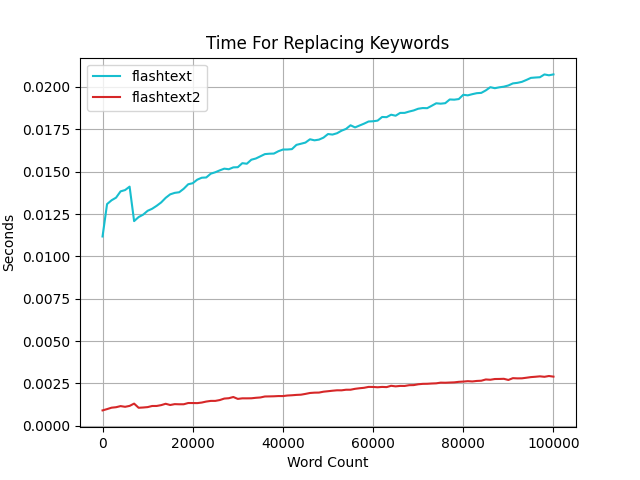 Time For Replacing Keywords
flashtext
flashtext2
0.0200
0.0175
0.0150
0.0125
0.0100
0.0075
0.0050
0.0025
0.0000
Seconds
0 20000 40000 60000 80000 100000
Word Count